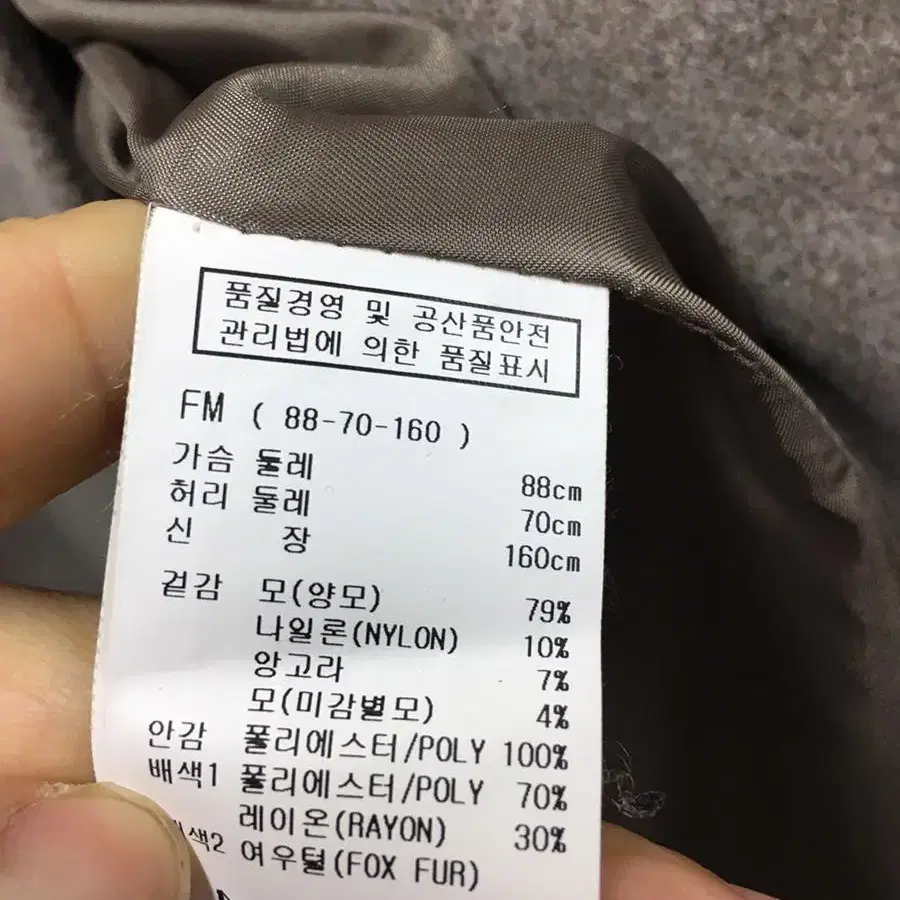 품질경영 및 공산품안전
관리법에 의한 품질표시
FM ( 88-70-160 )
가슴 둘레 88cm
허리 둘레 70cm
신 장 160cm
겉감 모(양모) 79%
나일론(NYLON) 10%
앙고라 7%
모(미감별모) 4%
안감 폴리에스터/POLY 100%
배색1 폴리에스터/POLY 70%
레이온(RAYON) 30%
배색2 여우털(FOX FUR)